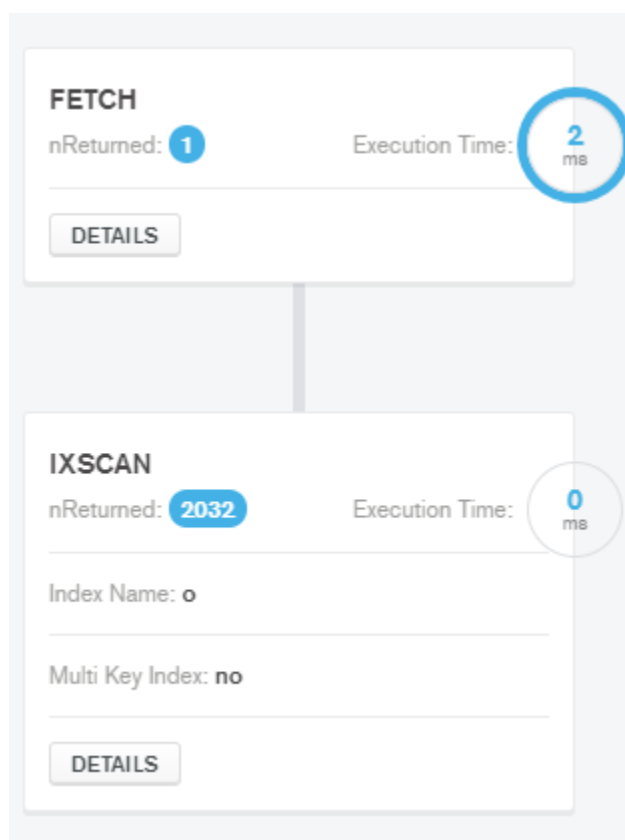 FETCH
nReturned: 1 Execution Time: 2 ms
DETAILS
IXSCAN
nReturned: 2032 Execution Time: 0 ms
Index Name: o
Multi Key Index: no
DETAILS